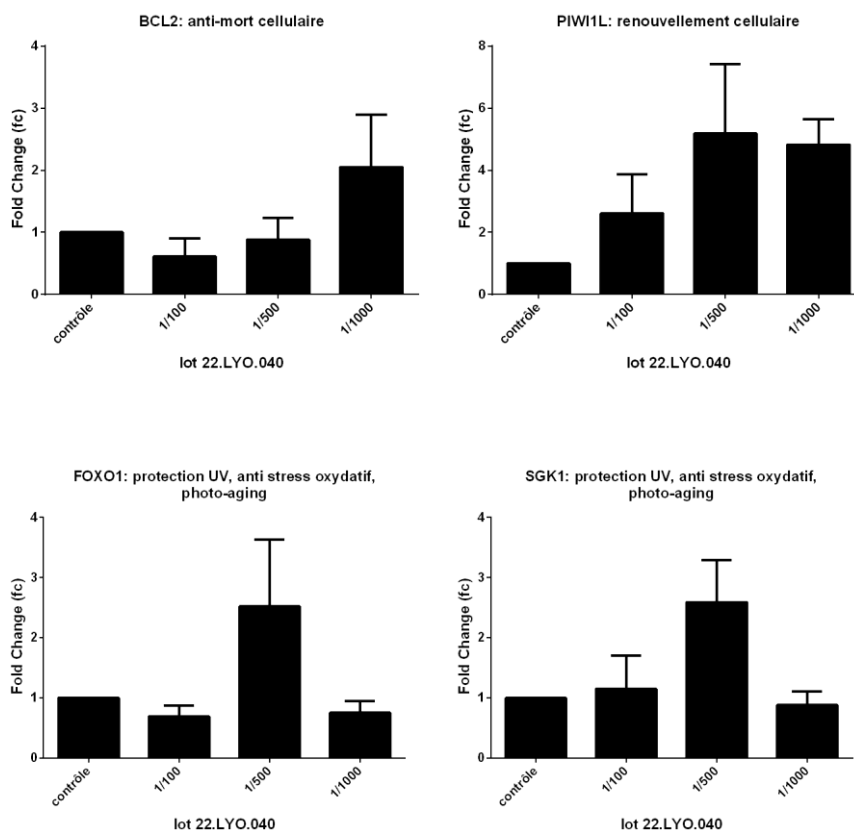 BCL2: anti-mort cellulaire
Fold Change (fc)
4
3
2
1
0
contrôle
1/100
1/500
1/1000
lot 22.LYO.040
PIWI1L: renouvellement cellulaire
Fold Change (fc)
8
6
4
2
0
contrôle
1/100
1/500
1/1000
lot 22.LYO.040
FOXO1: protection UV, anti stress oxydatif,
photo-aging
Fold Change (fc)
4
3
2
1
0
contrôle
1/100
1/500
1/1000
lot 22.LYO.040
SGK1: protection UV, anti stress oxydatif,
photo-aging
Fold Change (fc)
4
3
2
1
0
contrôle
1/100
1/500
1/1000
lot 22.LYO.040